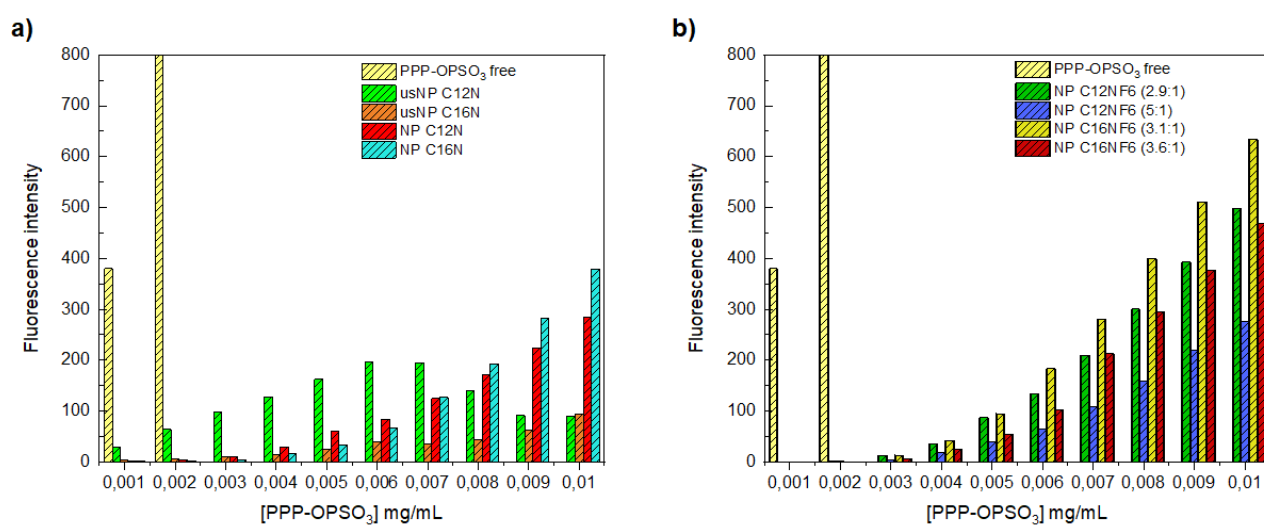 a)
800
700
600
500
400
300
200
100
0
Fluorescence intensity
PPP-OPSO₃ free
usNP C12N
usNP C16N
NP C12N
NP C16N
0,001 0,002 0,003 0,004 0,005 0,006 0,007 0,008 0,009 0,01
[PPP-OPSO₃] mg/mL
b)
800
700
600
500
400
300
200
100
0
Fluorescence intensity
PPP-OPSO₃ free
NP C12NF6 (2.9:1)
NP C12NF6 (5:1)
NP C16NF6 (3.1:1)
NP C16NF6 (3.6:1)
0,001 0,002 0,003 0,004 0,005 0,006 0,007 0,008 0,009 0,01
[PPP-OPSO₃] mg/mL